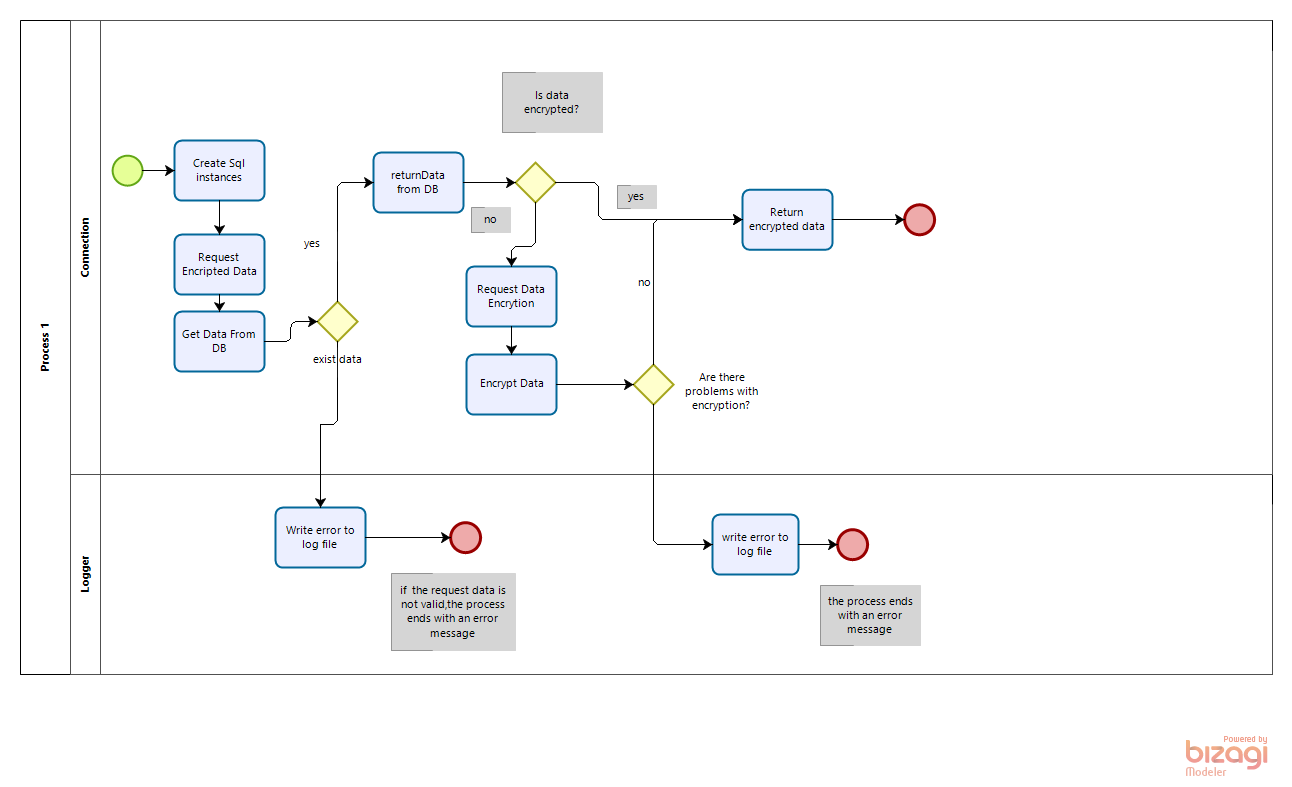 Process 1
Connection
Is data
encrypted?
Create Sql
instances
returnData
from DB
yes
no
Return
encrypted data
yes
Request
Encripted Data
no
Request Data
Encrytion
Get Data From
DB
exist data
Encrypt Data
Are there
problems with
encryption?
Logger
Write error to
log file
write error to
log file
if  the request data is
not valid,the process
ends with an error
message
the process ends
with an error
message
Powered by
bizagi
Modeler